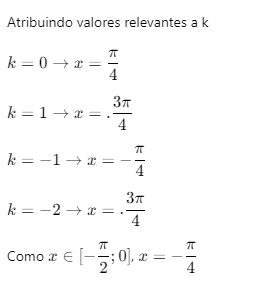 Atribuindo valores relevantes a k
k = 0 → x = π/4
k = 1 → x = .3π/4
k = −1 → x = −π/4
k = −2 → x = .3π/4
Como x ∈ [−π/2; 0], x = −π/4